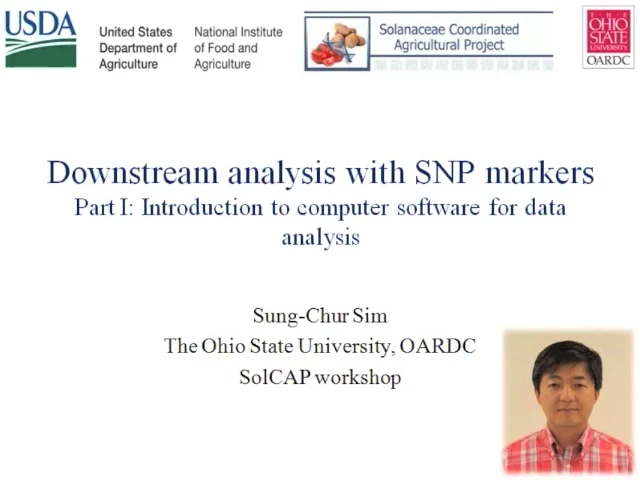 USDA
United States
Department of
Agriculture
National Institute
of Food and
Agriculture
Solanaceae Coordinated
Agricultural Project
THE
OHIO
STATE
UNIVERSITY
OARDC
Downstream analysis with SNP markers
Part I: Introduction to computer software for data
analysis
Sung-Chur Sim
The Ohio State University, OARDC
SolCAP workshop